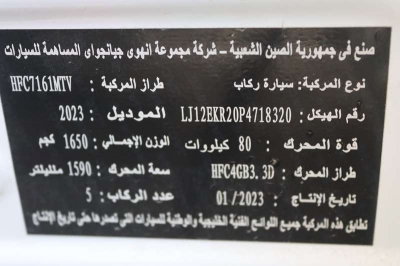 صنع في جمهورية الصين الشعبية – شركة مجموعة انهوي جيانجواي المساهمة للسيارات
نوع المركبة: سيارة ركاب طراز المركبة : HFC7161MTV
رقم الهيكل : LJ12EKR20P4718320 الموديل : 2023
قوة المحرك : 80 كيلووات الوزن الإجمالي : 1650 كجم
طراز المحرك : HFC4GB3.3D سعة المحرك : 1590 مللیلتر
تاريخ الإنتاج : 01/2023 عدد الركاب : 5
تطابق هذه المركبة جميع اللوائح الفنية الخليجية والوطنية للسيارات التي تصدرها حتى تاريخ الإنتاج